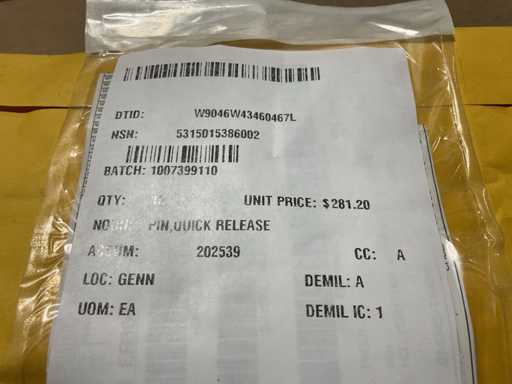 DTID: W9046W43460467L
NSN: 5315015386002
BATCH: 1007399110
QTY: UNIT PRICE: $281.20
PIN,QUICK RELEASE
202539 CC: A
LOC: GENN DEMIL: A
UOM: EA DEMIL IC: 1